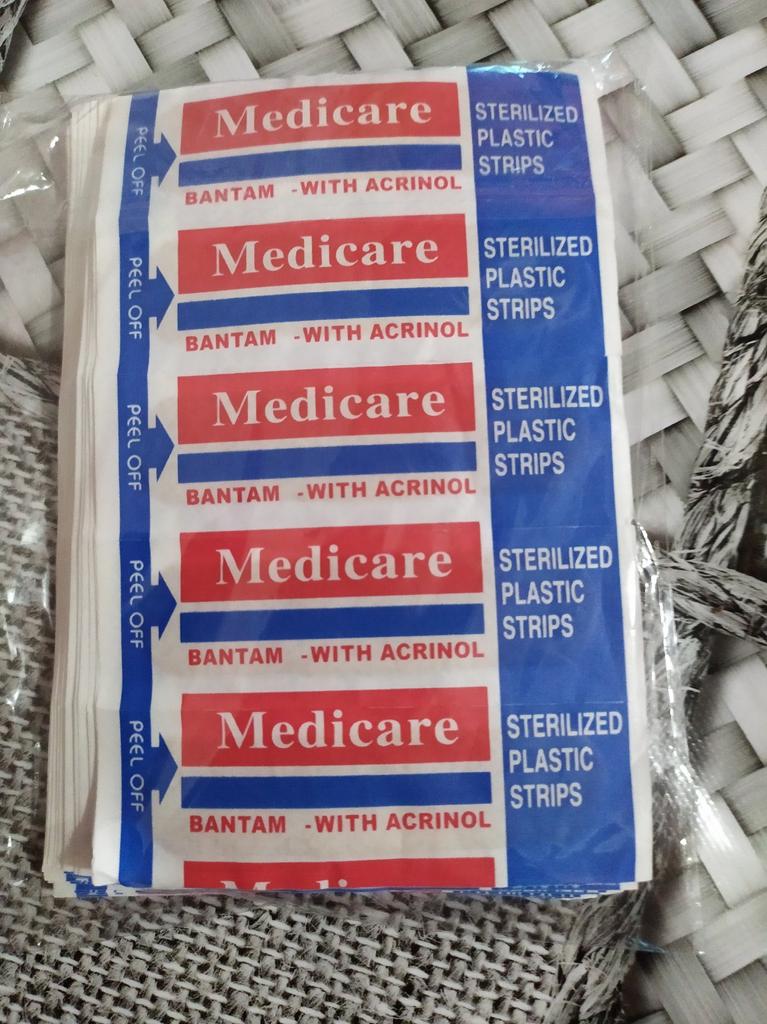 PEEL OFF
Medicare
BANTAM -WITH ACRINOL
STERILIZED
PLASTIC
STRIPS
PEEL OFF
Medicare
BANTAM -WITH ACRINOL
STERILIZED
PLASTIC
STRIPS
PEEL OFF
Medicare
BANTAM -WITH ACRINOL
STERILIZED
PLASTIC
STRIPS
PEEL OFF
Medicare
BANTAM -WITH ACRINOL
STERILIZED
PLASTIC
STRIPS
PEEL OFF
Medicare
BANTAM -WITH ACRINOL
STERILIZED
PLASTIC
STRIPS